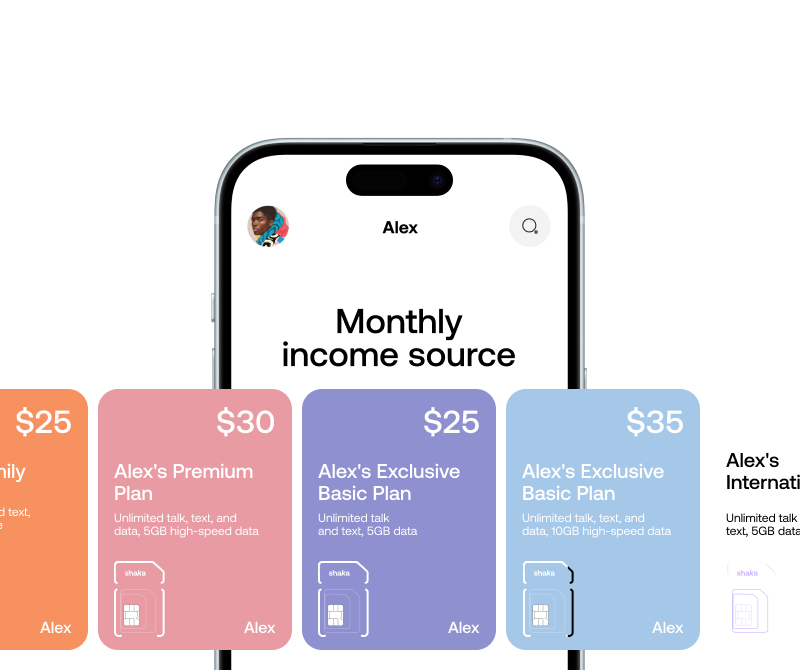 Alex
Monthly
income source
$25
$30
Alex's Premium
Plan
Unlimited talk, text, and
data, 5GB high-speed data
shaka
Alex
$25
Alex's Exclusive
Basic Plan
Unlimited talk
and text, 5GB data
shaka
Alex
$35
Alex's Exclusive
Basic Plan
Unlimited talk, text, and
data, 10GB high-speed data
shaka
Alex
Alex's
Unlimited talk
text, 5GB data
shaka
text,
Alex